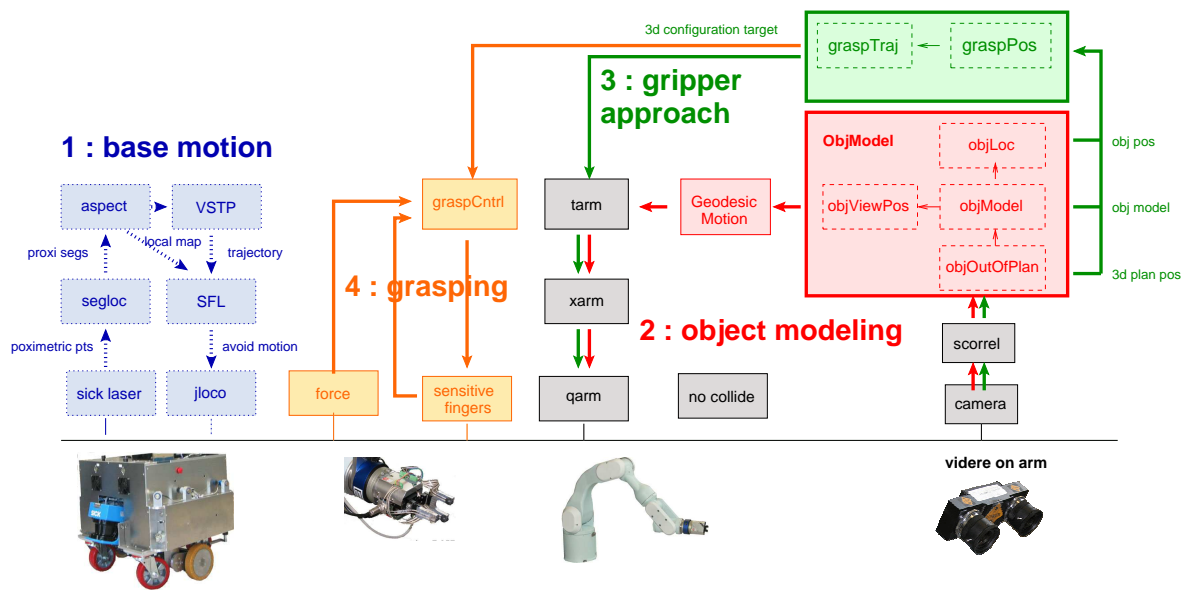 3d configuration target
graspTraj
graspPos
3 : gripper
approach
1 : base motion
ObjModel
objLoc
obj pos
aspect
VSTP
graspCntrl
tarm
Geodesic
Motion
objViewPos
objModel
obj model
local map
proxi segs
trajectory
objOutOfPlan
3d plan pos
segloc
SFL
4 : grasping
xarm
2 : object modeling
poximetric pts
avoid motion
scorrel
sick laser
jloco
force
sensitive
fingers
qarm
no collide
camera
videre on arm